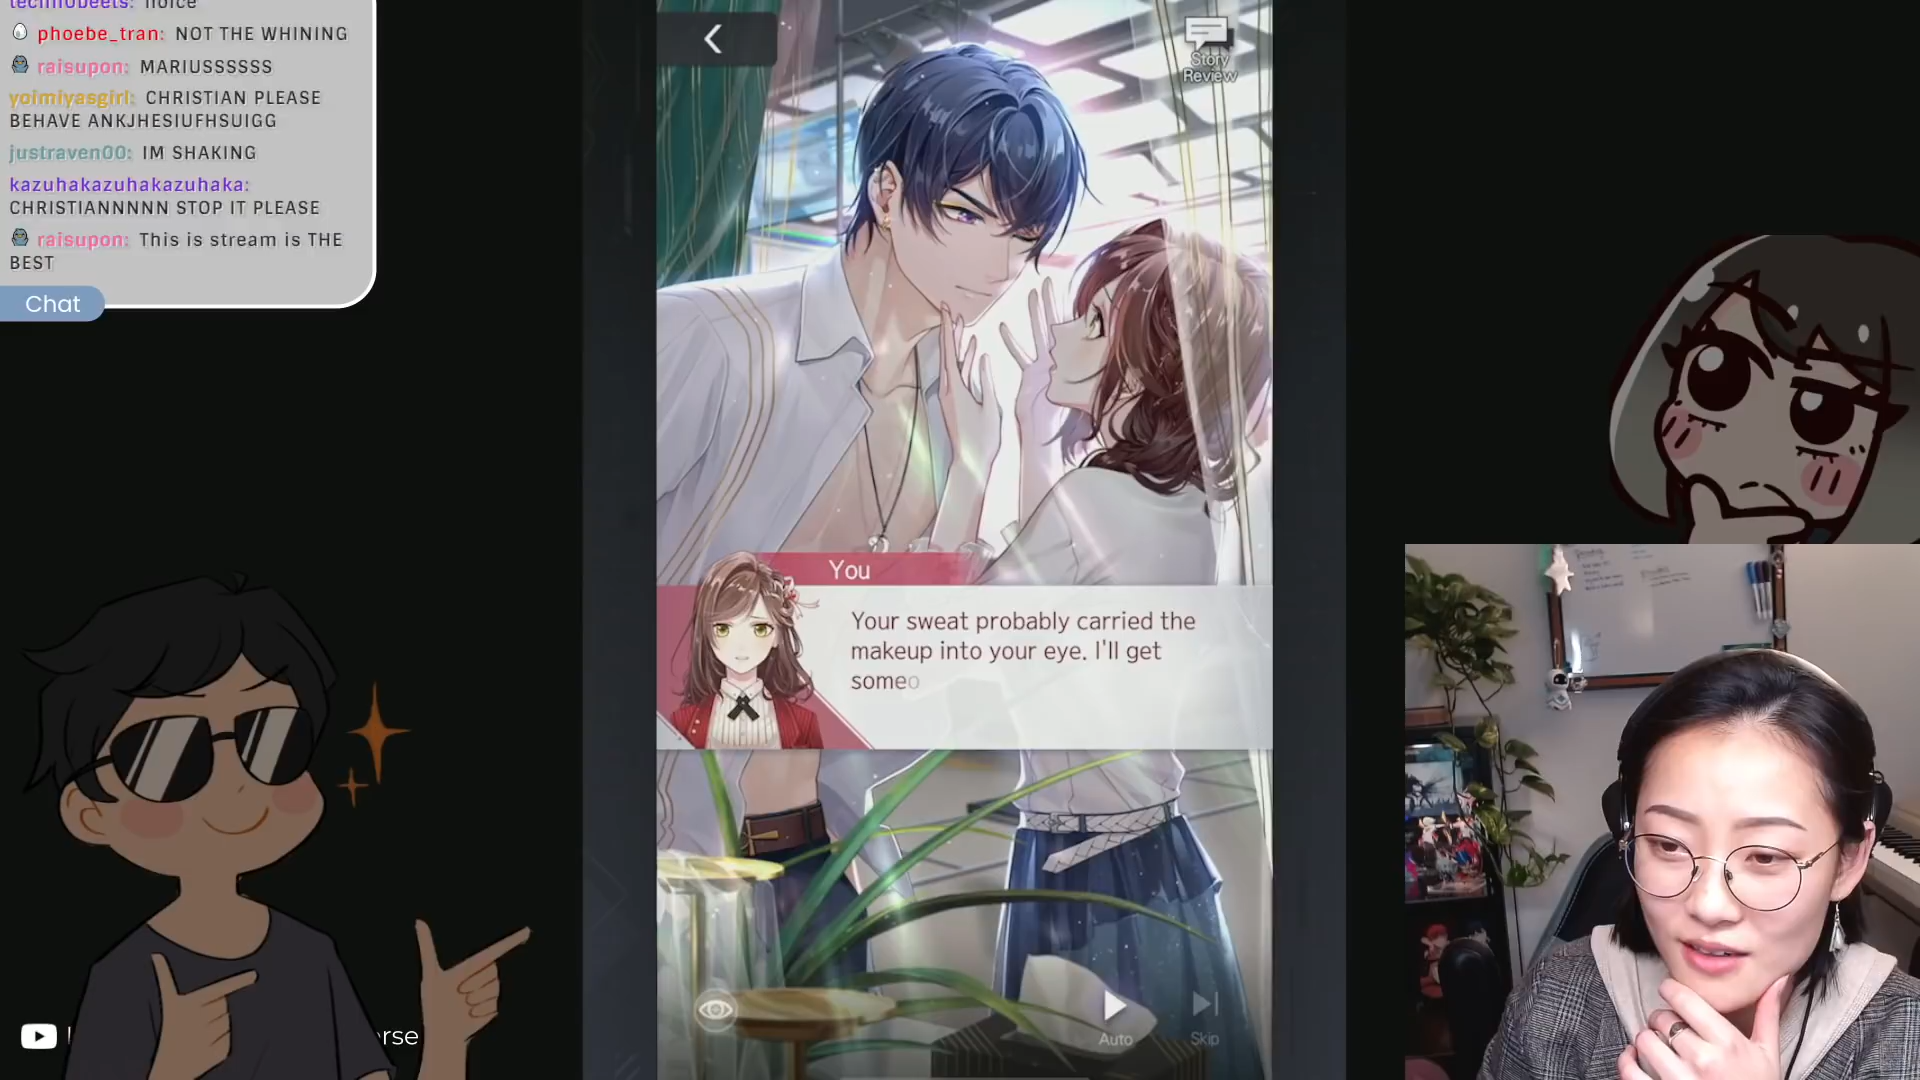 noice
phoebe_tran: NOT THE WHINING
raisupon: MARIUSSSSSS
yoimiyasgirl: CHRISTIAN PLEASE
BEHAVE ANKJHESIUFHSUIGG
justraven00: IM SHAKING
kazuhakazuhakazuhaka:
CHRISTIANNNNN STOP IT PLEASE
raisupon: This is stream is THE
BEST
Chat
Story
Review
You
Your sweat probably carried the
makeup into your eye. I'll get
someo
Auto
Skip
erse